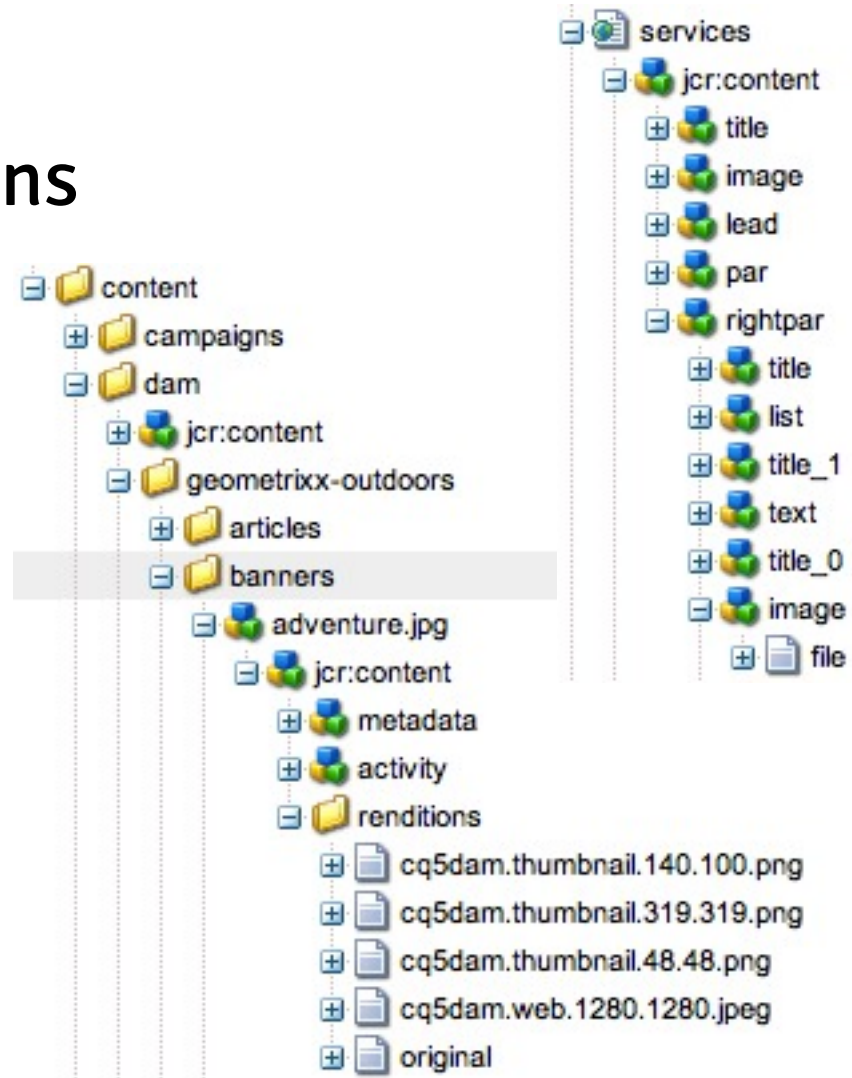 ns
content
campaigns
dam
jcr:content
geometrixx-outdoors
articles
banners
adventure.jpg
jcr:content
metadata
activity
renditions
cq5dam.thumbnail.140.100.png
cq5dam.thumbnail.319.319.png
cq5dam.thumbnail.48.48.png
cq5dam.web.1280.1280.jpeg
original
services
jcr:content
title
image
lead
par
rightpar
title
list
title_1
text
title_0
image
file